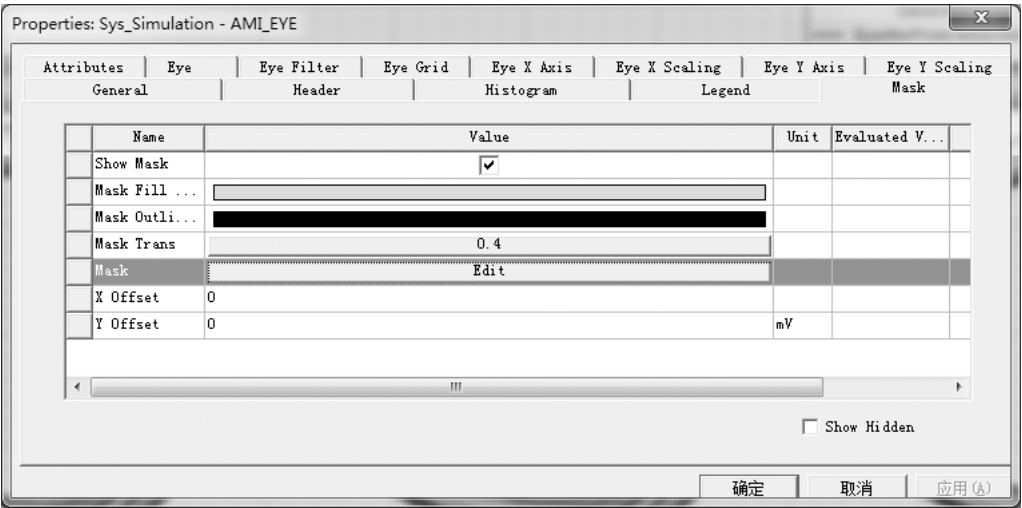 Properties: Sys_Simulation - AMI_EYE
Attributes Eye Eye Filter Eye Grid Eye X Axis Eye X Scaling Eye Y Axis Eye Y Scaling
General Header Histogram Legend Mask
Name Value Unit Evaluated V...
Show Mask
Mask Fill ...
Mask Outli...
Mask Trans 0.4
Mask Edit
X Offset 0
Y Offset 0 mV
Show Hidden
确定 取消 应用(A)